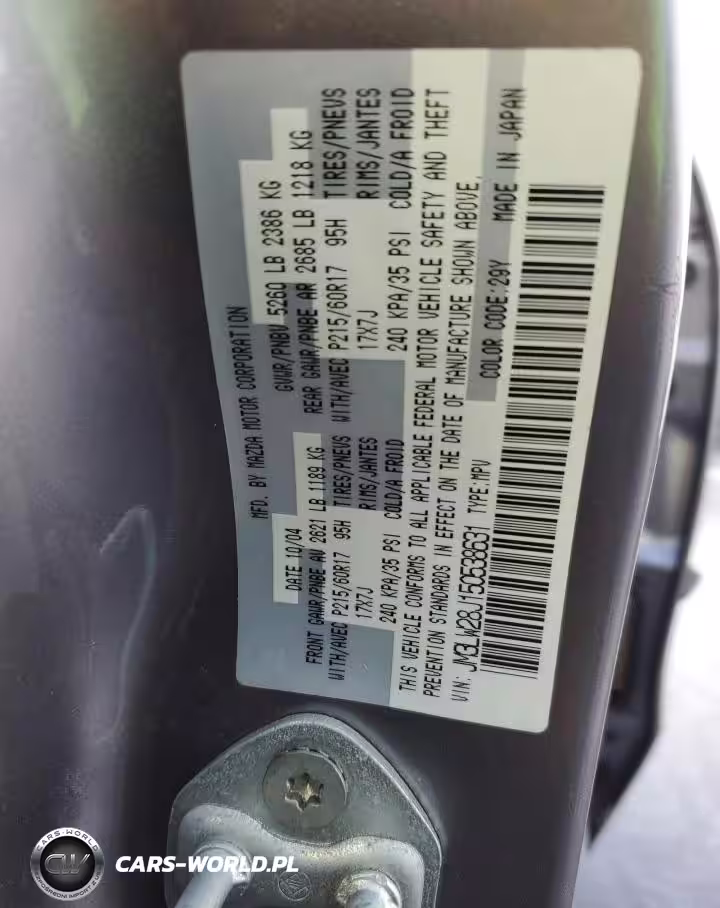 MFD. BY MAZDA MOTOR CORPORATION
DATE 10/04 GVWR/PNBV 5260 LB 2386 KG
FRONT GAWR/PNBE AV 2621 LB 1189 KG REAR GAWR/PNBE AR 2685 LB 1218 KG
WITH/AVEC P215/60R17 95H TIRES/PNEUS WITH/AVEC P215/60R17 95H TIRES/PNEUS
17X7J RIMS/JANTES 17X7J RIMS/JANTES
240 KPA/35 PSI COLD/A FROID 240 KPA/35 PSI COLD/A FROID
THIS VEHICLE CONFORMS TO ALL APPLICABLE FEDERAL MOTOR VEHICLE SAFETY AND THEFT
PREVENTION STANDARDS IN EFFECT ON THE DATE OF MANUFACTURE SHOWN ABOVE.
VIN: JM3LW28J150538631 TYPE:MPV COLOR CODE:29Y MADE IN JAPAN
CARS-WORLD
CW
CARS-WORLD.PL